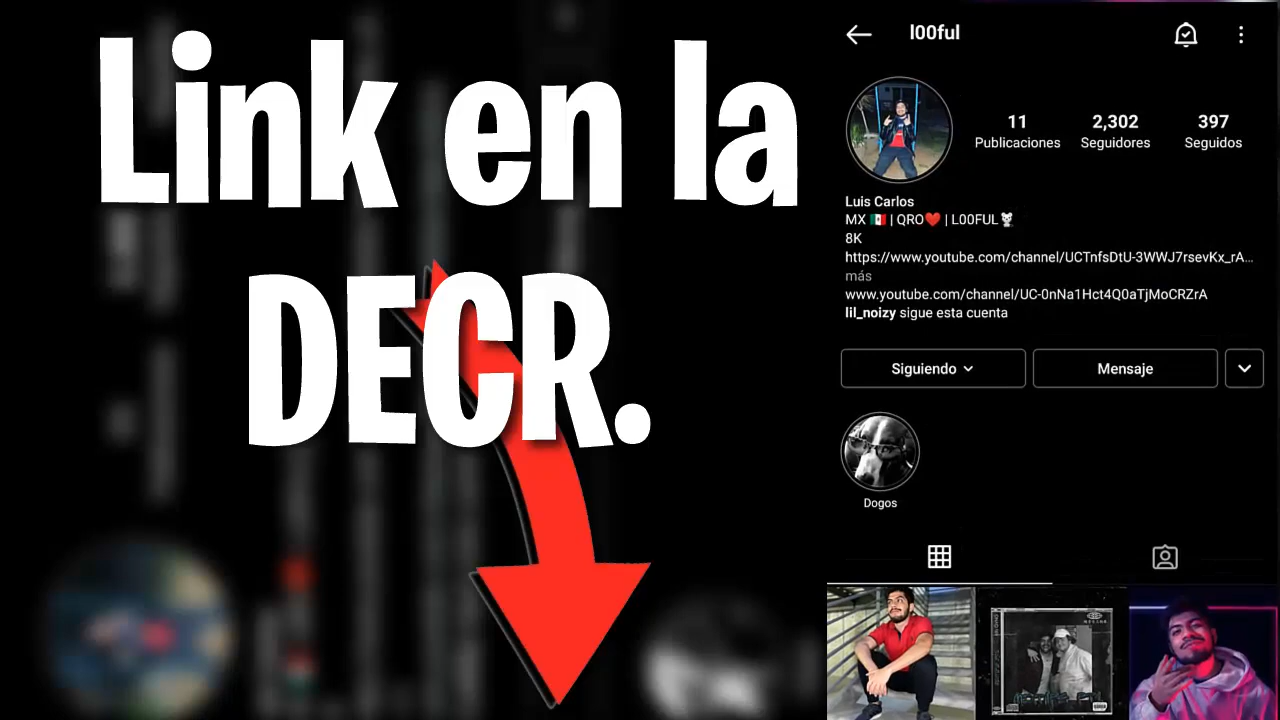 Link en la
DECR.
l00ful
11
Publicaciones
2,302
Seguidores
397
Seguidos
Luis Carlos
MX 🇲🇽 | QRO❤️ | L00FUL🐭
8K
https://www.youtube.com/channel/UCTnfsDtU-3WWJ7rsevKx_rA...
más
www.youtube.com/channel/UC-0nNa1Hct4Q0aTjMoCRZrA
lil_noizy sigue esta cuenta
Siguiendo
Mensaje
Dogos